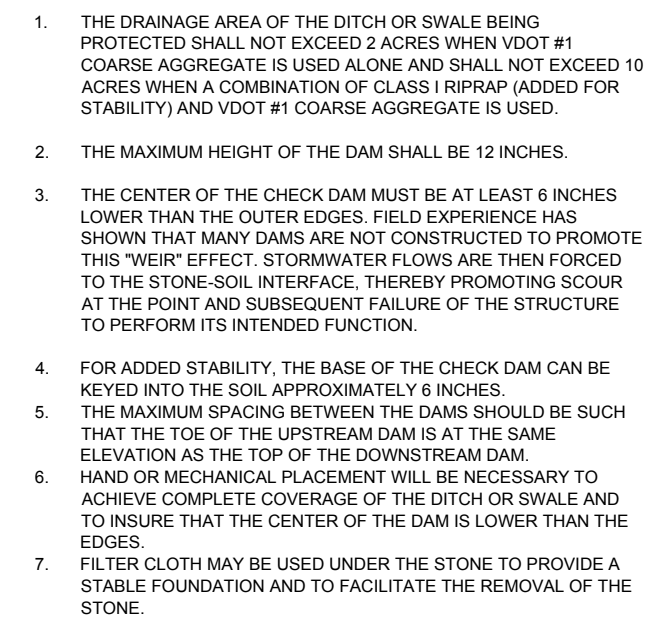 1. THE DRAINAGE AREA OF THE DITCH OR SWALE BEING
PROTECTED SHALL NOT EXCEED 2 ACRES WHEN VDOT #1
COARSE AGGREGATE IS USED ALONE AND SHALL NOT EXCEED 10
ACRES WHEN A COMBINATION OF CLASS I RIPRAP (ADDED FOR
STABILITY) AND VDOT #1 COARSE AGGREGATE IS USED.
2. THE MAXIMUM HEIGHT OF THE DAM SHALL BE 12 INCHES.
3. THE CENTER OF THE CHECK DAM MUST BE AT LEAST 6 INCHES
LOWER THAN THE OUTER EDGES. FIELD EXPERIENCE HAS
SHOWN THAT MANY DAMS ARE NOT CONSTRUCTED TO PROMOTE
THIS "WEIR" EFFECT. STORMWATER FLOWS ARE THEN FORCED
TO THE STONE-SOIL INTERFACE, THEREBY PROMOTING SCOUR
AT THE POINT AND SUBSEQUENT FAILURE OF THE STRUCTURE
TO PERFORM ITS INTENDED FUNCTION.
4. FOR ADDED STABILITY, THE BASE OF THE CHECK DAM CAN BE
KEYED INTO THE SOIL APPROXIMATELY 6 INCHES.
5. THE MAXIMUM SPACING BETWEEN THE DAMS SHOULD BE SUCH
THAT THE TOE OF THE UPSTREAM DAM IS AT THE SAME
ELEVATION AS THE TOP OF THE DOWNSTREAM DAM.
6. HAND OR MECHANICAL PLACEMENT WILL BE NECESSARY TO
ACHIEVE COMPLETE COVERAGE OF THE DITCH OR SWALE AND
TO INSURE THAT THE CENTER OF THE DAM IS LOWER THAN THE
EDGES.
7. FILTER CLOTH MAY BE USED UNDER THE STONE TO PROVIDE A
STABLE FOUNDATION AND TO FACILITATE THE REMOVAL OF THE
STONE.